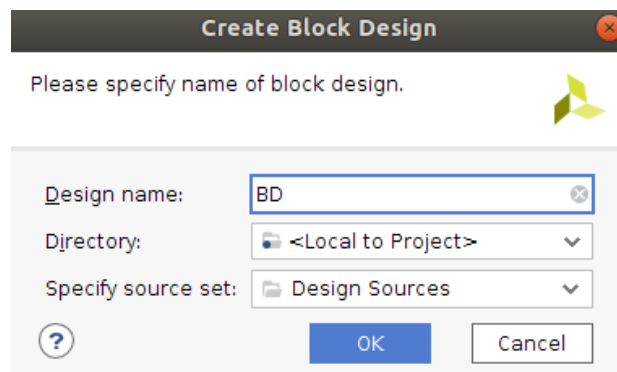 Create Block Design
Please specify name of block design.
Design name: BD
Directory: <Local to Project>
Specify source set: Design Sources
? OK Cancel